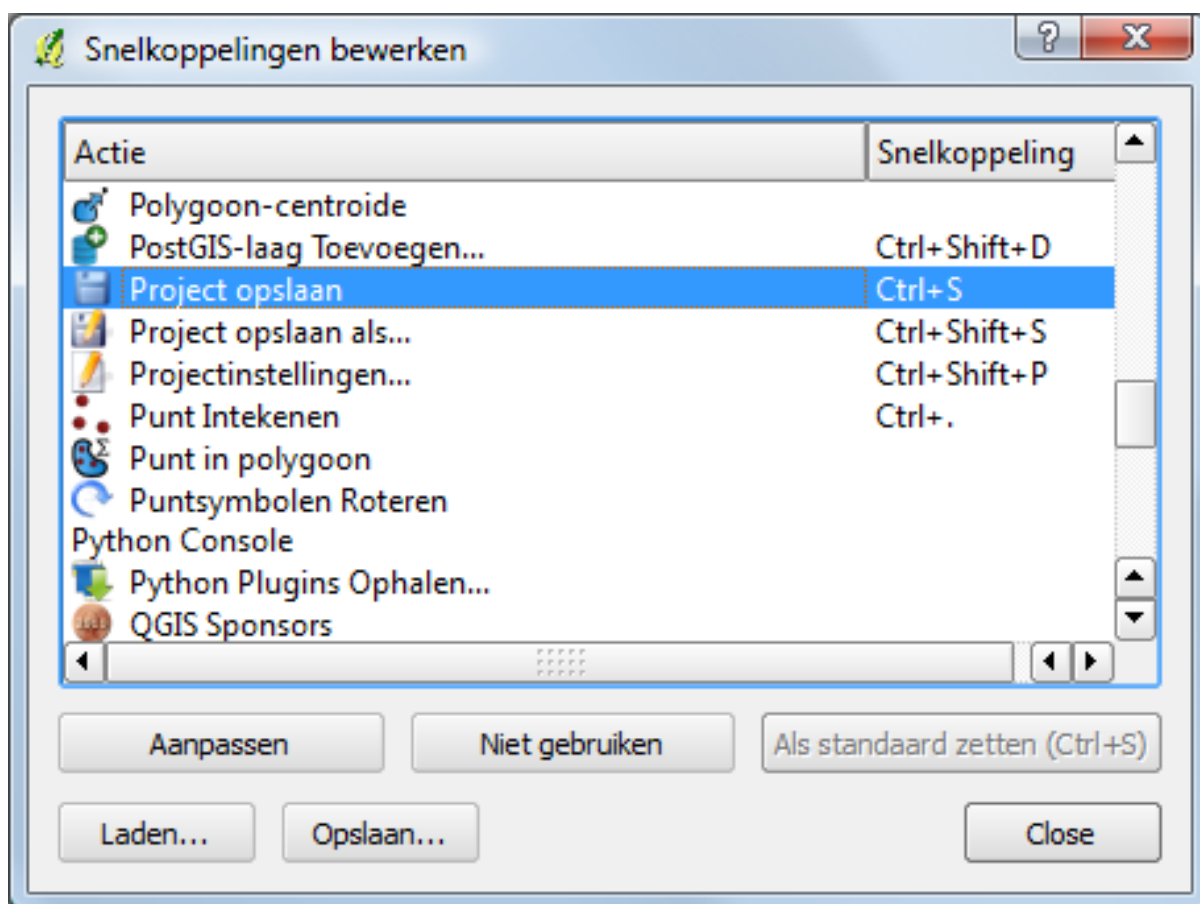 Snelkoppelingen bewerken
Actie Snelkoppeling
Polygoon-centroide
PostGIS-laag Toevoegen... Ctrl+Shift+D
Project opslaan Ctrl+S
Project opslaan als... Ctrl+Shift+S
Projectinstellingen... Ctrl+Shift+P
Punt Intekenen Ctrl+.
Punt in polygoon
Puntsymbolen Roteren
Python Console
Python Plugins Ophalen...
QGIS Sponsors
Aanpassen Niet gebruiken Als standaard zetten (Ctrl+S)
Laden... Opslaan... Close